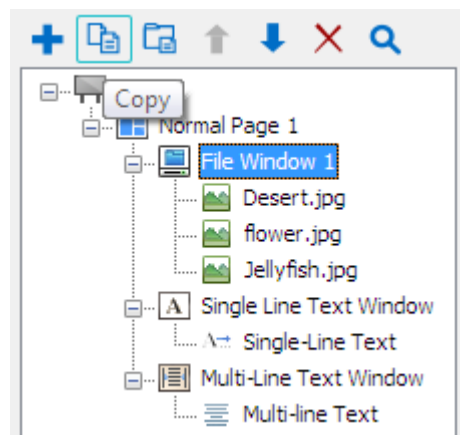 Copy
Normal Page 1
File Window 1
Desert.jpg
flower.jpg
Jellyfish.jpg
A Single Line Text Window
A Single-Line Text
Multi-Line Text Window
Multi-line Text